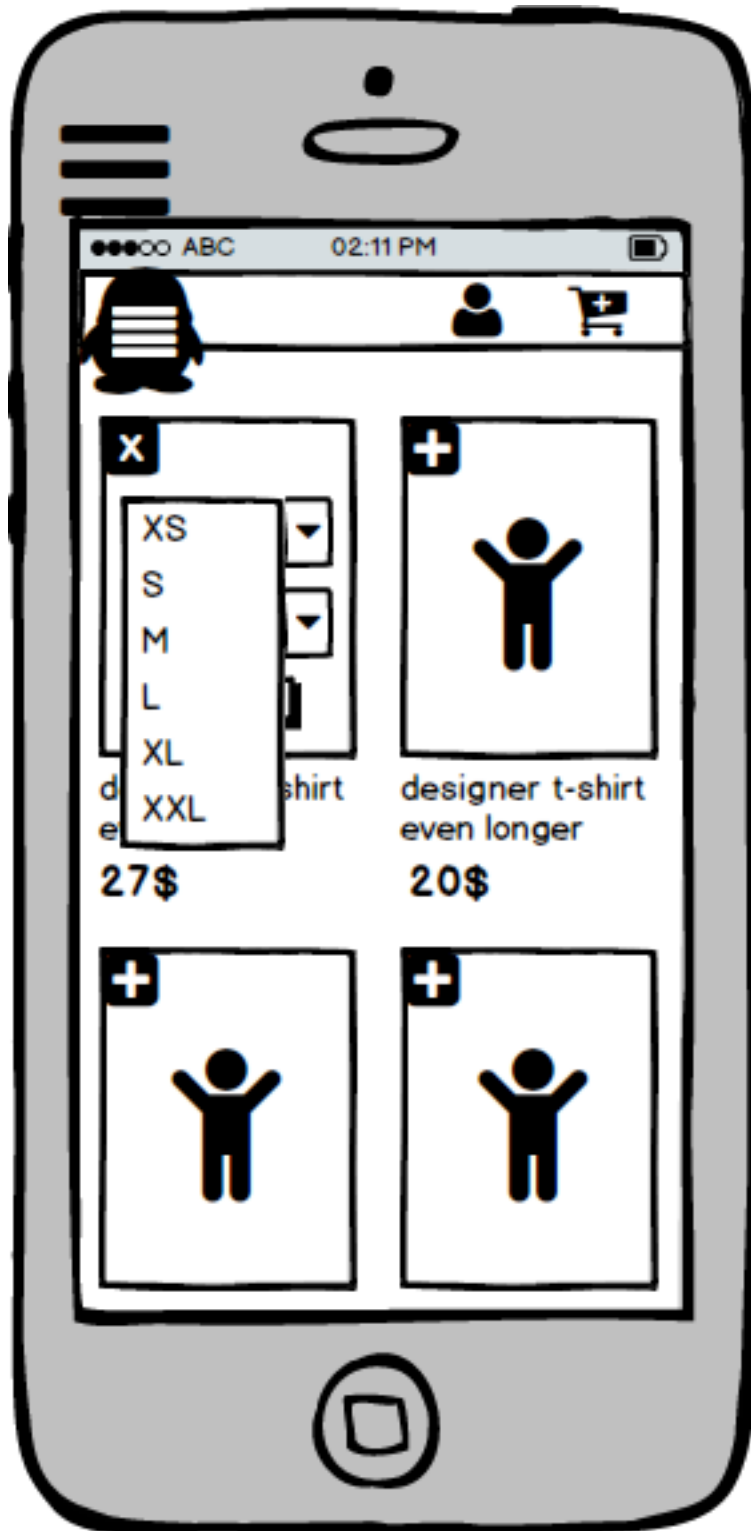 ABC 02:11 PM
x
XS
S
M
L
XL
XXL
shirt
27$
designer t-shirt
even longer
20$